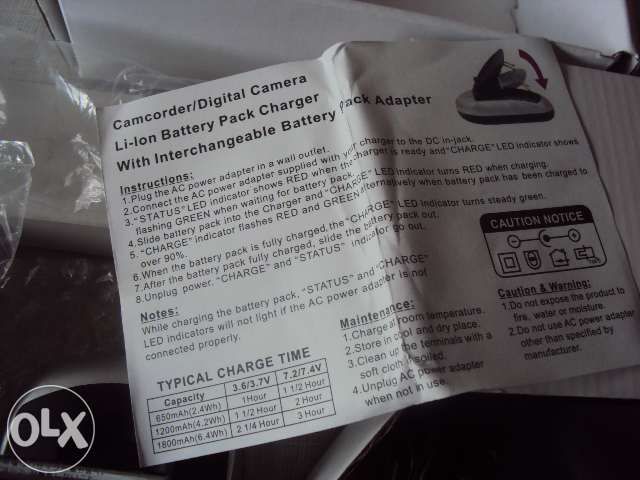 Camcorder/Digital Camera
Li-Ion Battery Pack Charger
With Interchangeable Battery Pack Adapter
Instructions:
1.Plug the AC power adapter in a wall outlet.
2.Connect the AC power adapter supplied with your charger to the DC in-jack.
3."STATUS" LED indicator shows RED when the charger is ready and "CHARGE" LED indicator shows
flashing GREEN when waiting for battery pack.
4.Slide battery pack into the Charger and "CHARGE" LED indicator turns RED when charging.
5. "CHARGE" indicator flashes RED and GREEN alternatively when battery pack has been charged to
over 90%.
6.When the battery pack is fully charged,the "CHARGE" LED indicator turns steady green.
7.After the battery pack fully charged, slide the battery pack out.
8.Unplug power. "CHARGE" and "STATUS" indicator go out.
Notes:
While charging the battery pack, "STATUS" and "CHARGE"
LED indicators will not light if the AC power adapter is not
connected properly.
TYPICAL CHARGE TIME
Capacity 3.6/3.7V 7.2/7.4V
650mAh(2.4Wh) 1Hour 1 1/2 Hour
1200mAh(4.2Wh) 1 1/2 Hour 2 Hour
1800mAh(6.4Wh) 2 1/4 Hour 3 Hour
Maintenance:
1.Charge at room temperature.
2.Store in cool and dry place.
3.Clean up the terminals with a
soft cloth if soiled.
4.Unplug AC power adapter
when not in use.
CAUTION NOTICE
Caution & Warning:
1.Do not expose the product to
fire, water or moisture.
2.Do not use AC power adapter
other than specified by
manufacturer.
OLX